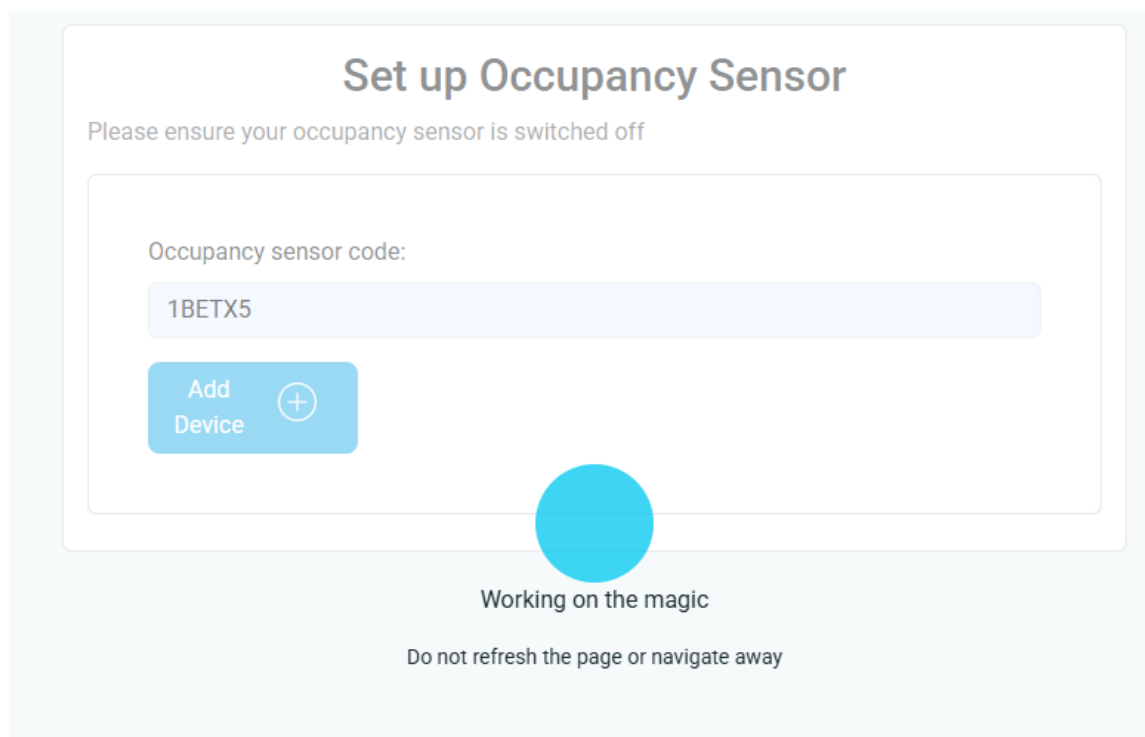 Set up Occupancy Sensor
Please ensure your occupancy sensor is switched off
Occupancy sensor code:
1BETX5
Add
Device
Working on the magic
Do not refresh the page or navigate away